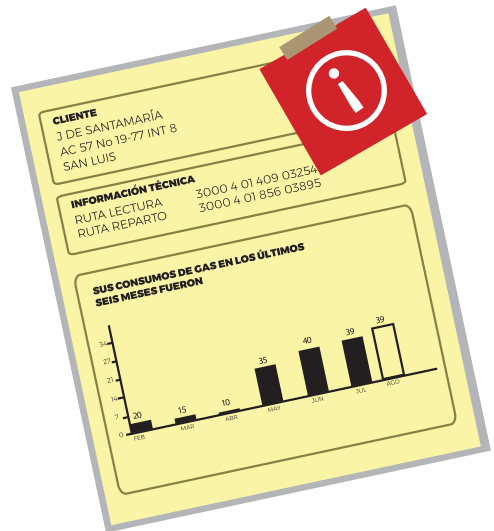 CLIENTE
J DE SANTAMARÍA
AC 57 No 19-77 INT 8
SAN LUIS
INFORMACIÓN TÉCNICA
RUTA LECTURA 3000 4 01 409 03254
RUTA REPARTO 3000 4 01 856 03895
SUS CONSUMOS DE GAS EN LOS ÚLTIMOS
SEIS MESES FUERON
34
27
21
14
7
0
20 15 10 35 40 39 39
FEB MAR ABR MAY JUN JUL AGO